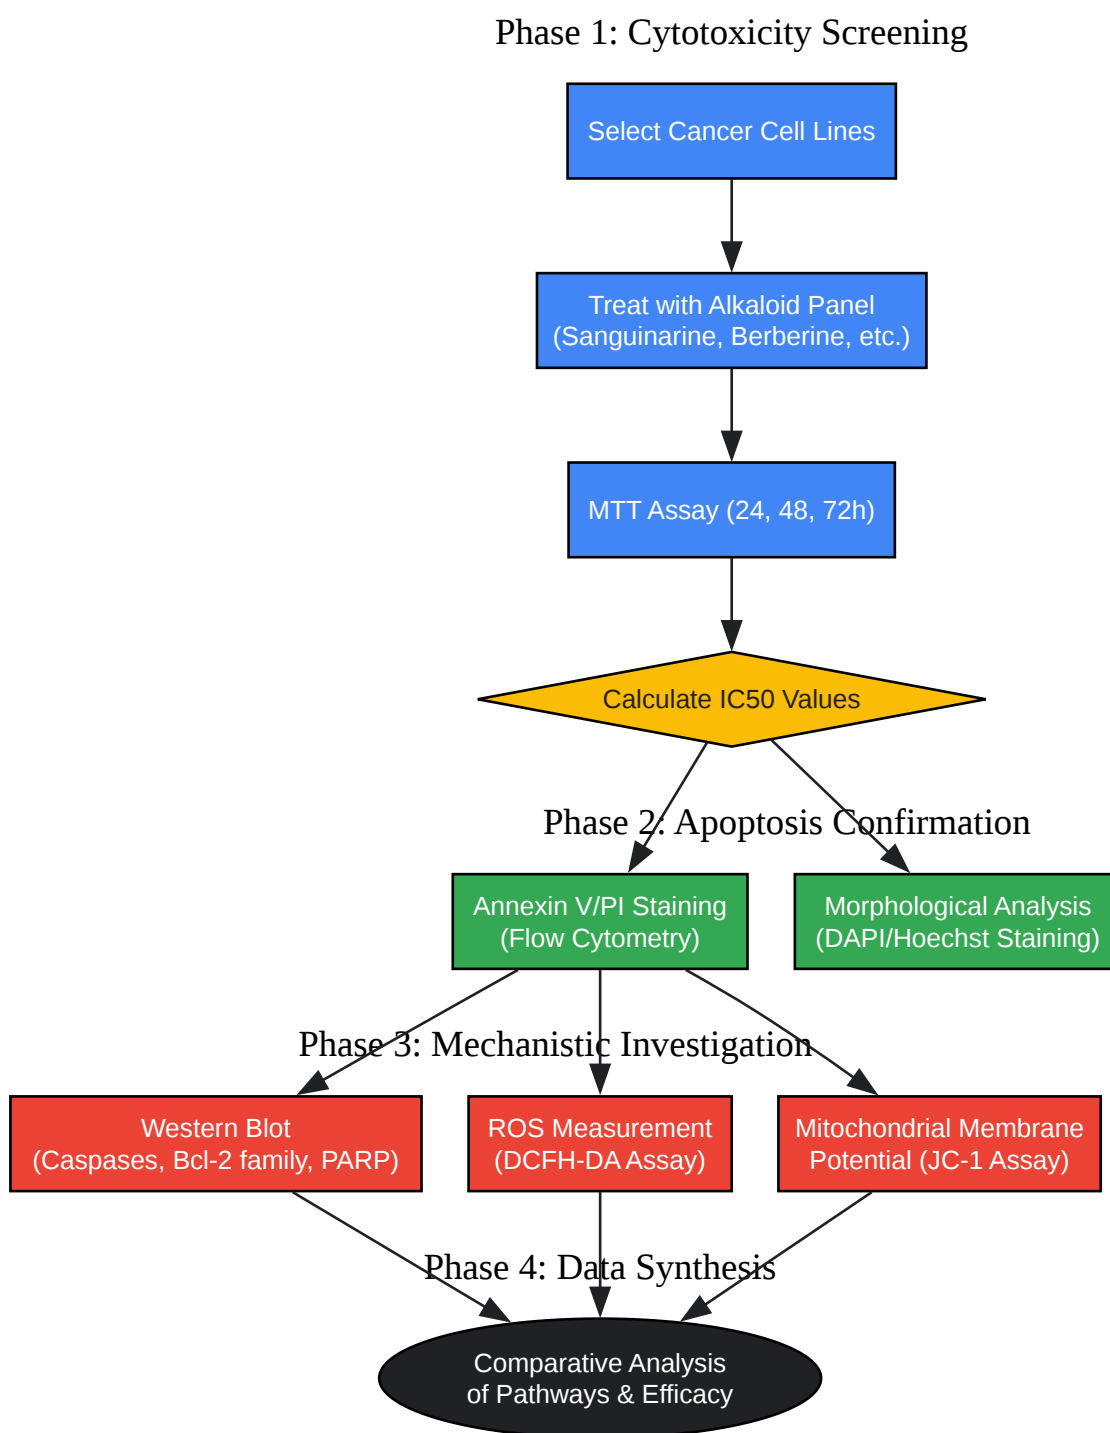 Phase 1: Cytotoxicity Screening
Select Cancer Cell Lines
Treat with Alkaloid Panel
(Sanguinarine, Berberine, etc.)
MTT Assay (24, 48, 72h)
Calculate IC50 Values
Phase 2: Apoptosis Confirmation
Annexin V/PI Staining
(Flow Cytometry)
Morphological Analysis
(DAPI/Hoechst Staining)
Phase 3: Mechanistic Investigation
Western Blot
(Caspases, Bcl-2 family, PARP)
ROS Measurement
(DCFH-DA Assay)
Mitochondrial Membrane
Potential (JC-1 Assay)
Phase 4: Data Synthesis
Comparative Analysis
of Pathways & Efficacy